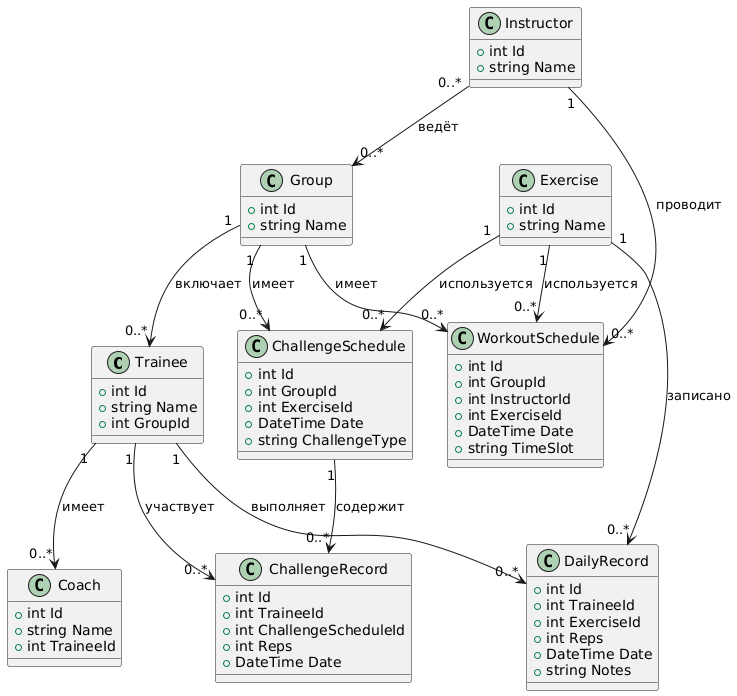 C Instructor
int Id
string Name
0..*
1
ведёт
0..*
C Group
int Id
string Name
C Exercise
int Id
string Name
проводит
1
1
1
1
1
1
включает
имеет
имеет
используется
используется
0..*
0..*
0..*
0..*
0..*
0..*
C Trainee
int Id
string Name
int GroupId
C ChallengeSchedule
int Id
int GroupId
int ExerciseId
DateTime Date
string ChallengeType
C WorkoutSchedule
int Id
int GroupId
int InstructorId
int ExerciseId
DateTime Date
string TimeSlot
записано
1
1
1
1
имеет
участвует
выполняет
содержит
0..*
0..*
0..*
0..*
0..*
C Coach
int Id
string Name
int TraineeId
C ChallengeRecord
int Id
int TraineeId
int ChallengeScheduleId
int Reps
DateTime Date
C DailyRecord
int Id
int TraineeId
int ExerciseId
int Reps
DateTime Date
string Notes